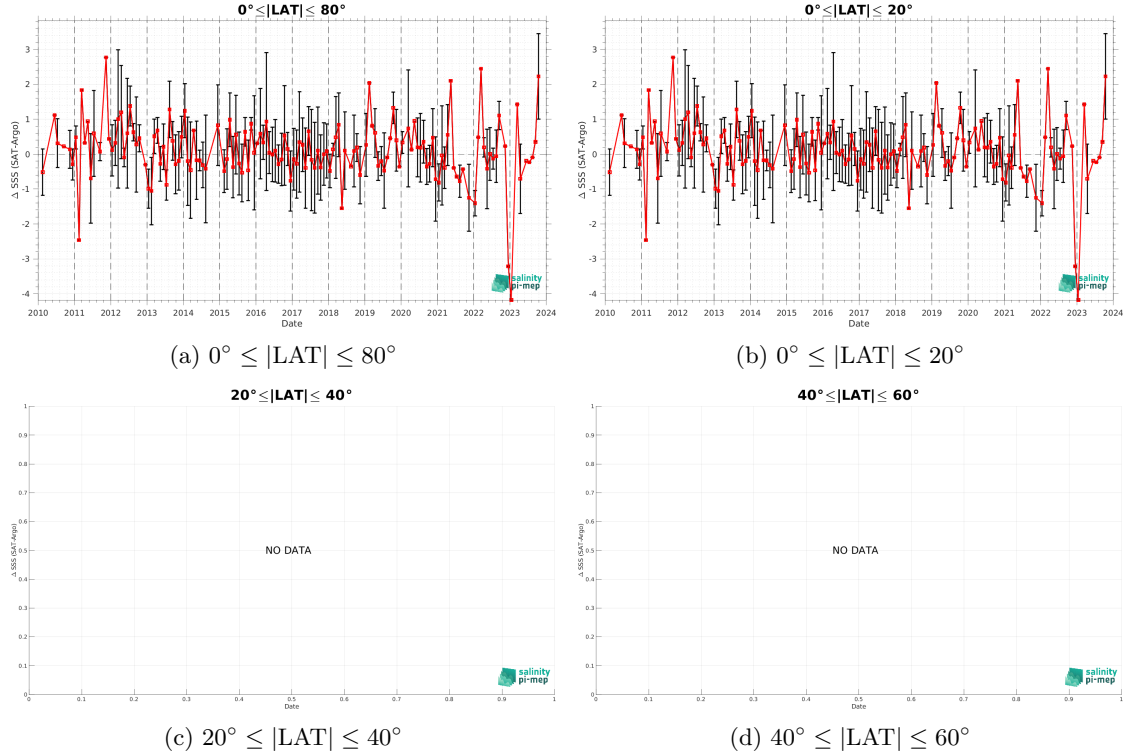 0°≤|LAT|≤ 80°
3
2
1
0
-1
-2
-3
-4
Δ SSS (SAT-Argo)
2010 2011 2012 2013 2014 2015 2016 2017 2018 2019 2020 2021 2022 2023 2024
Date
salinity
pi-mep
(a) 0° ≤ |LAT| ≤ 80°
0°≤|LAT|≤ 20°
3
2
1
0
-1
-2
-3
-4
Δ SSS (SAT-Argo)
2010 2011 2012 2013 2014 2015 2016 2017 2018 2019 2020 2021 2022 2023 2024
Date
salinity
pi-mep
(b) 0° ≤ |LAT| ≤ 20°
20°≤|LAT|≤ 40°
1
0.9
0.8
0.7
0.6
0.5
0.4
0.3
0.2
0.1
0
Δ SSS (SAT-Argo)
NO DATA
0 0.1 0.2 0.3 0.4 0.5 0.6 0.7 0.8 0.9 1
Date
salinity
pi-mep
(c) 20° ≤ |LAT| ≤ 40°
40°≤|LAT|≤ 60°
1
0.9
0.8
0.7
0.6
0.5
0.4
0.3
0.2
0.1
0
Δ SSS (SAT-Argo)
NO DATA
0 0.1 0.2 0.3 0.4 0.5 0.6 0.7 0.8 0.9 1
Date
salinity
pi-mep
(d) 40° ≤ |LAT| ≤ 60°